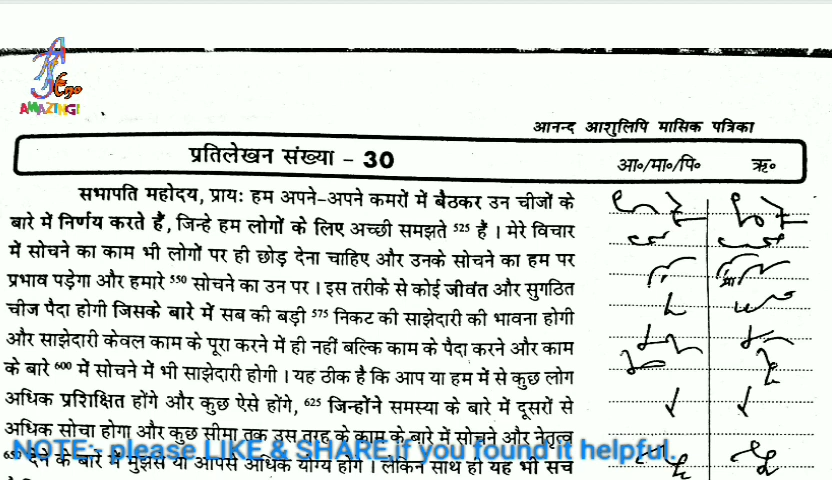 AMAZING!
आनन्द आशुलिपि मासिक पत्रिका
प्रतिलेखन संख्या – 30
आ०/मा०/पि० ऋ०
सभापति महोदय, प्रायः हम अपने-अपने कमरों में बैठकर उन चीजों के
बारे में निर्णय करते हैं, जिन्हे हम लोगों के लिए अच्छी समझते 525 हैं । मेरे विचार
में सोचने का काम भी लोगों पर ही छोड़ देना चाहिए और उनके सोचने का हम पर
प्रभाव पड़ेगा और हमारे 550 सोचने का उन पर । इस तरीके से कोई जीवंत और सुगठित
चीज पैदा होगी जिसके बारे में सब की बड़ी 575 निकट की साझेदारी की भावना होगी
और साझेदारी केवल काम के पूरा करने में ही नहीं बल्कि काम के पैदा करने और काम
के बारे 600 में सोचने में भी साझेदारी होगी । यह ठीक है कि आप या हम में से कुछ लोग
अधिक प्रशिक्षित होंगे और कुछ ऐसे होंगे, 625 जिन्होंने समस्या के बारे में दूसरों से
अधिक सोचा होगा और कुछ सीमा तक उस तरह के काम के बारे में सोचने और नेतृत्व
NOTE:- please LIKE & SHARE if you found it helpful.
650 देने के बारे में मुझसे या आपसे अधिक योग्य होंगे । लेकिन साथ ही यह भी सच